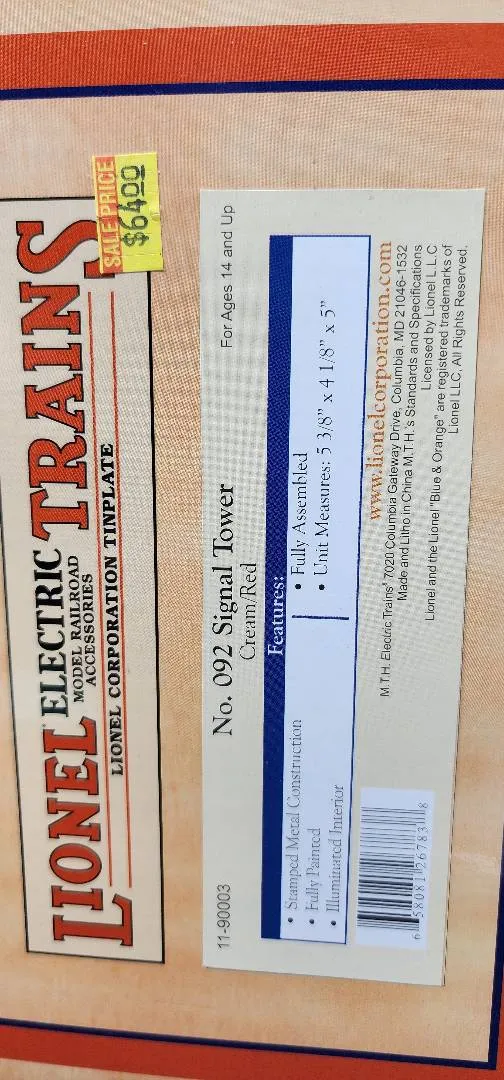 LIONEL ELECTRIC TRAINS
MODEL RAILROAD
ACCESSORIES
LIONEL CORPORATION TINPLATE
SALE PRICE
$64.00
11-90003
For Ages 14 and Up
No. 092 Signal Tower
Cream/Red
Features:
• Stamped Metal Construction
• Fully Painted
• Illuminated Interior
• Fully Assembled
• Unit Measures: 5 3/8” x 4 1/8” x 5”
www.lionelcorporation.com
M.T.H. Electric Trains' 7020 Columbia Gateway Drive, Columbia, MD 21046-1532
Made and Litho in China M.T.H.'s Standards and Specifications
Licensed by Lionel L.L.C
Lionel and the Lionel "Blue & Orange" are registered trademarks of
Lionel LLC. All Rights Reserved.
6 58081 26783 8